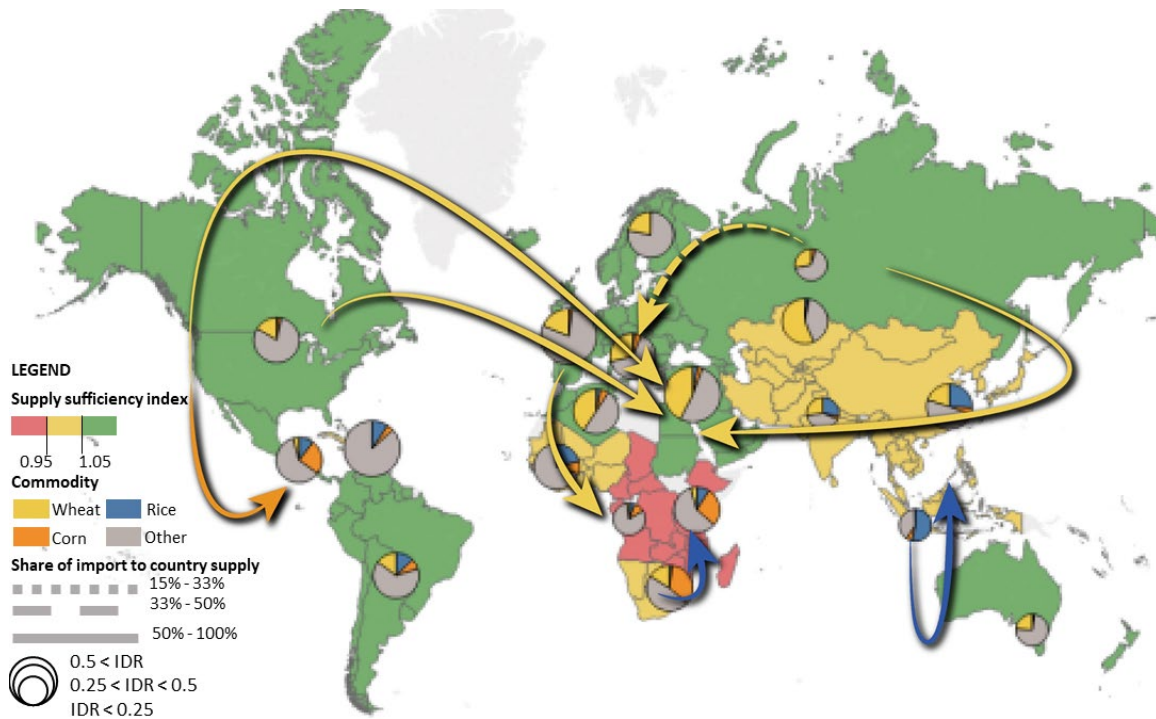 LEGEND
Supply sufficiency index
0.95 1.05
Commodity
Wheat Rice
Corn Other
Share of import to country supply
15% - 33%
33% - 50%
50% - 100%
0.5 < IDR
0.25 < IDR < 0.5
IDR < 0.25